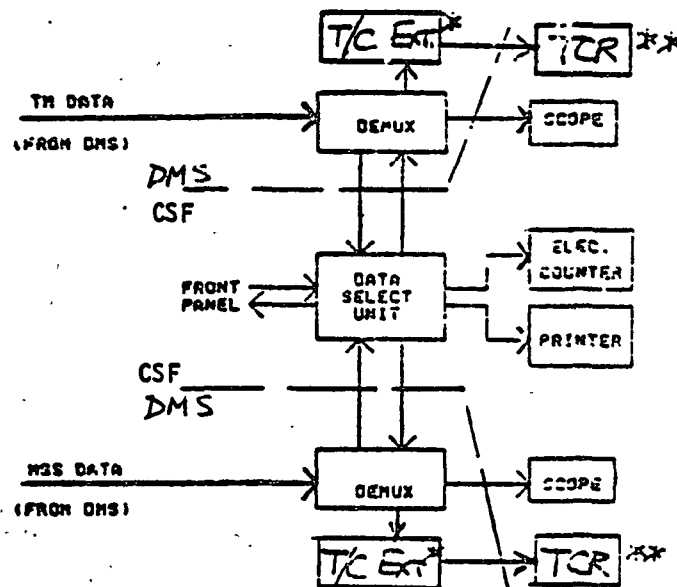 T/C Ext.*
TCR **
TM DATA
(FROM DMS)
DEMUX
SCOPE
DMS
CSF
ELEC.
COUNTER
FRONT
PANEL
DATA
SELECT
UNIT
PRINTER
CSF
DMS
MSS DATA
(FROM DMS)
DEMUX
SCOPE
T/C Ext*
TCR **